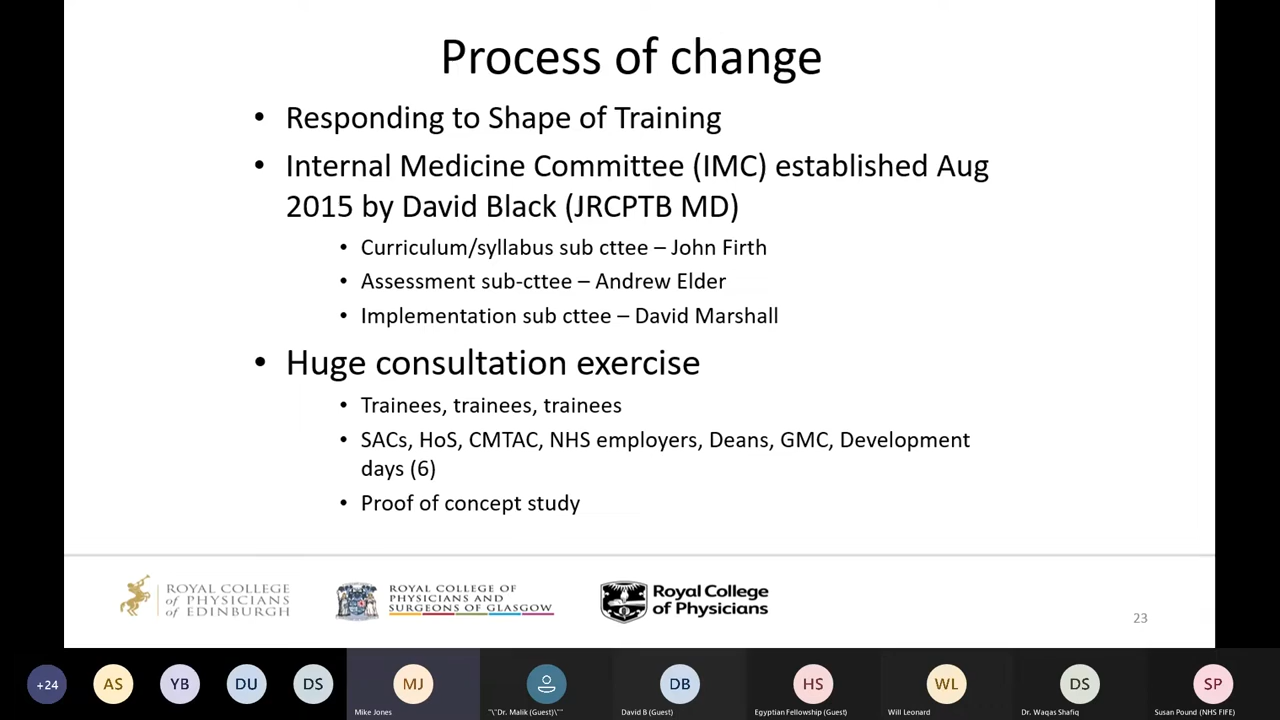 Process of change
• Responding to Shape of Training
• Internal Medicine Committee (IMC) established Aug
2015 by David Black (JRCPTB MD)
• Curriculum/syllabus sub cttee – John Firth
• Assessment sub-cttee – Andrew Elder
• Implementation sub cttee – David Marshall
• Huge consultation exercise
• Trainees, trainees, trainees
• SACs, HoS, CMTAC, NHS employers, Deans, GMC, Development
days (6)
• Proof of concept study
ROYAL COLLEGE
of PHYSICIANS
of EDINBURGH
ROYAL COLLEGE OF
PHYSICIANS AND
SURGEONS OF GLASGOW
Royal College
of Physicians
23
+24 AS YB DU DS MJ DB HS WL DS SP
Mike Jones "\"Dr. Malik (Guest)\"" David B (Guest) Egyptian Fellowship (Guest) Will Leonard Dr. Waqas Shafiq Susan Pound (NHS FIFE)